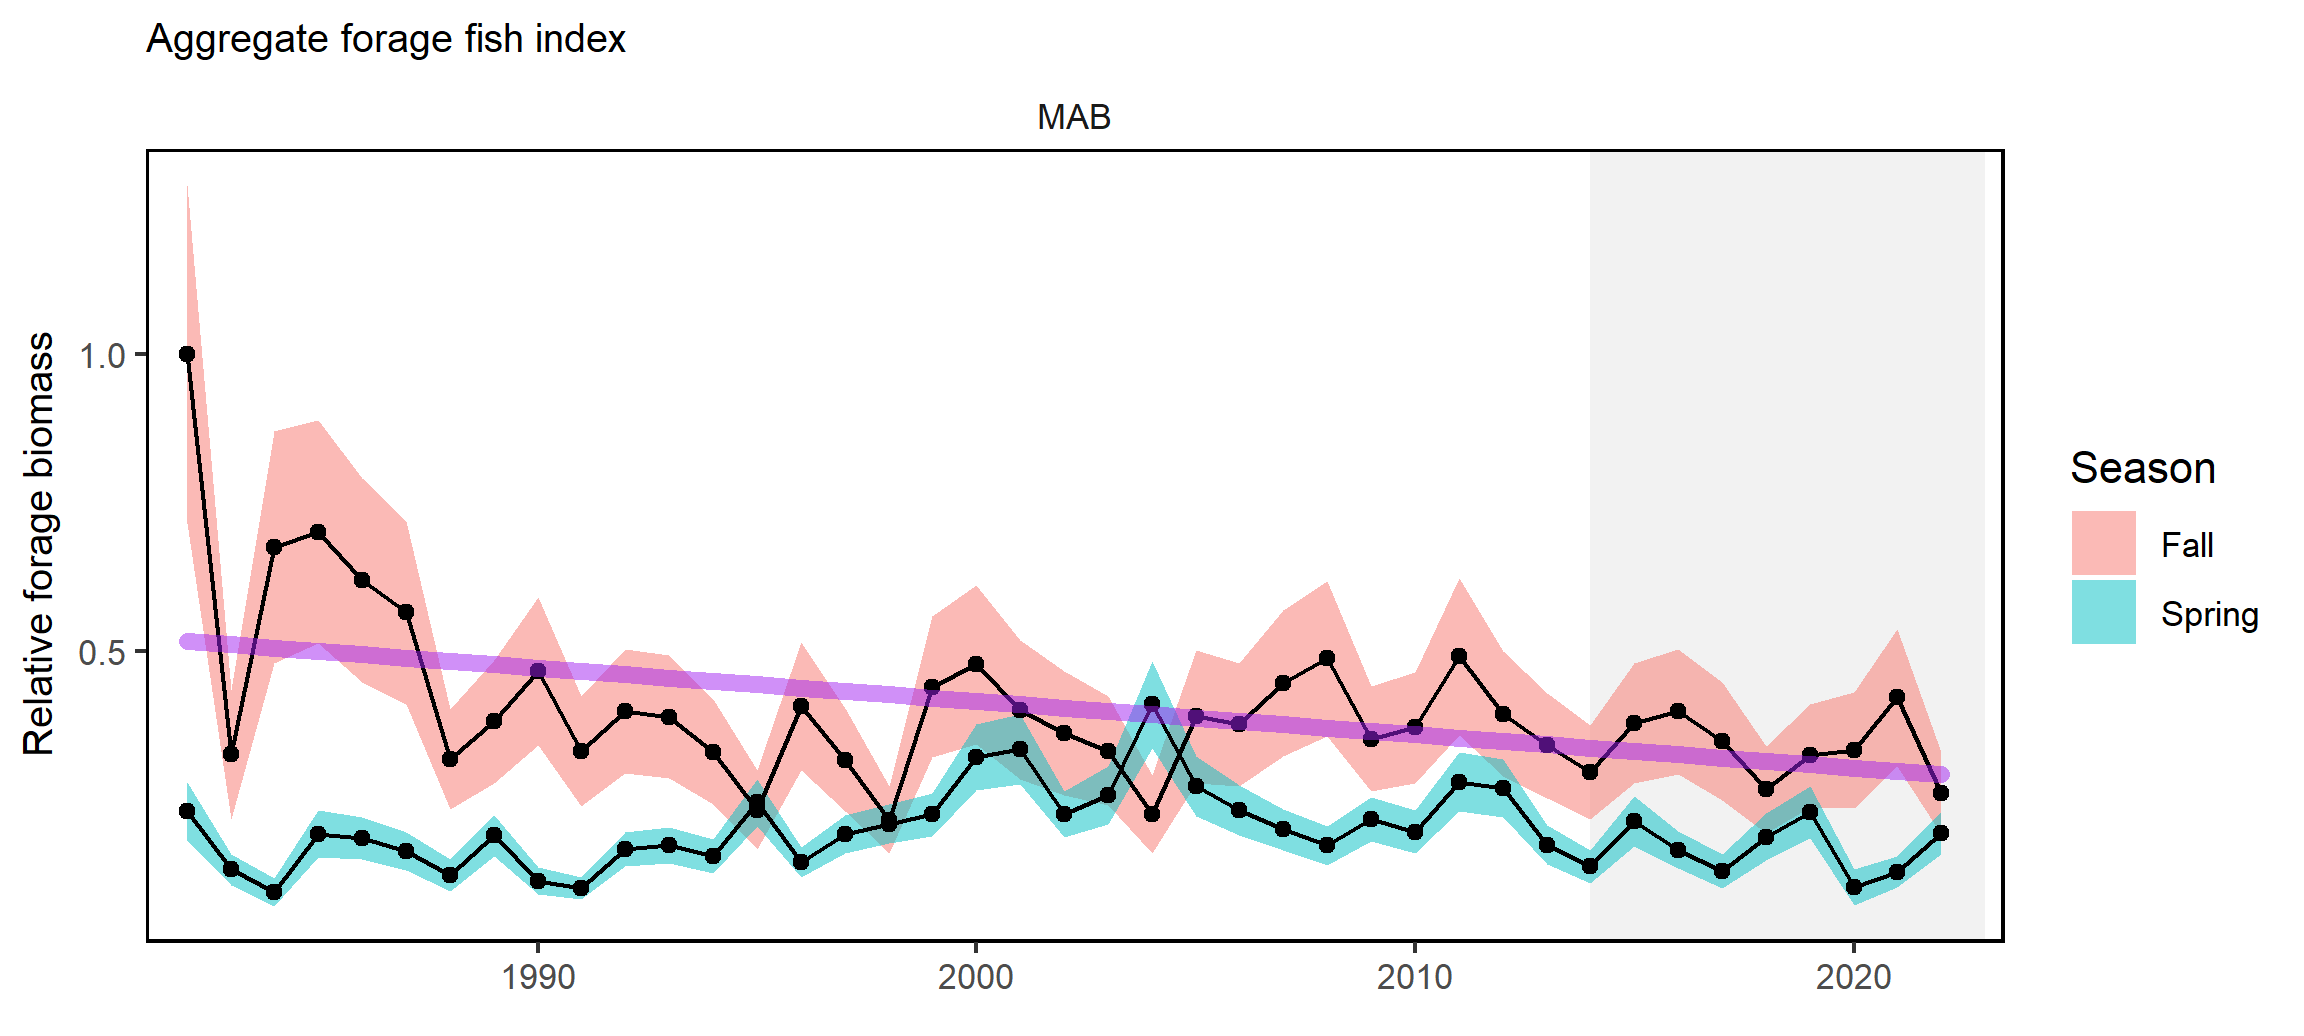 Aggregate forage fish index
MAB
Relative forage biomass
1.0
0.5
1990
2000
2010
2020
Season
Fall
Spring